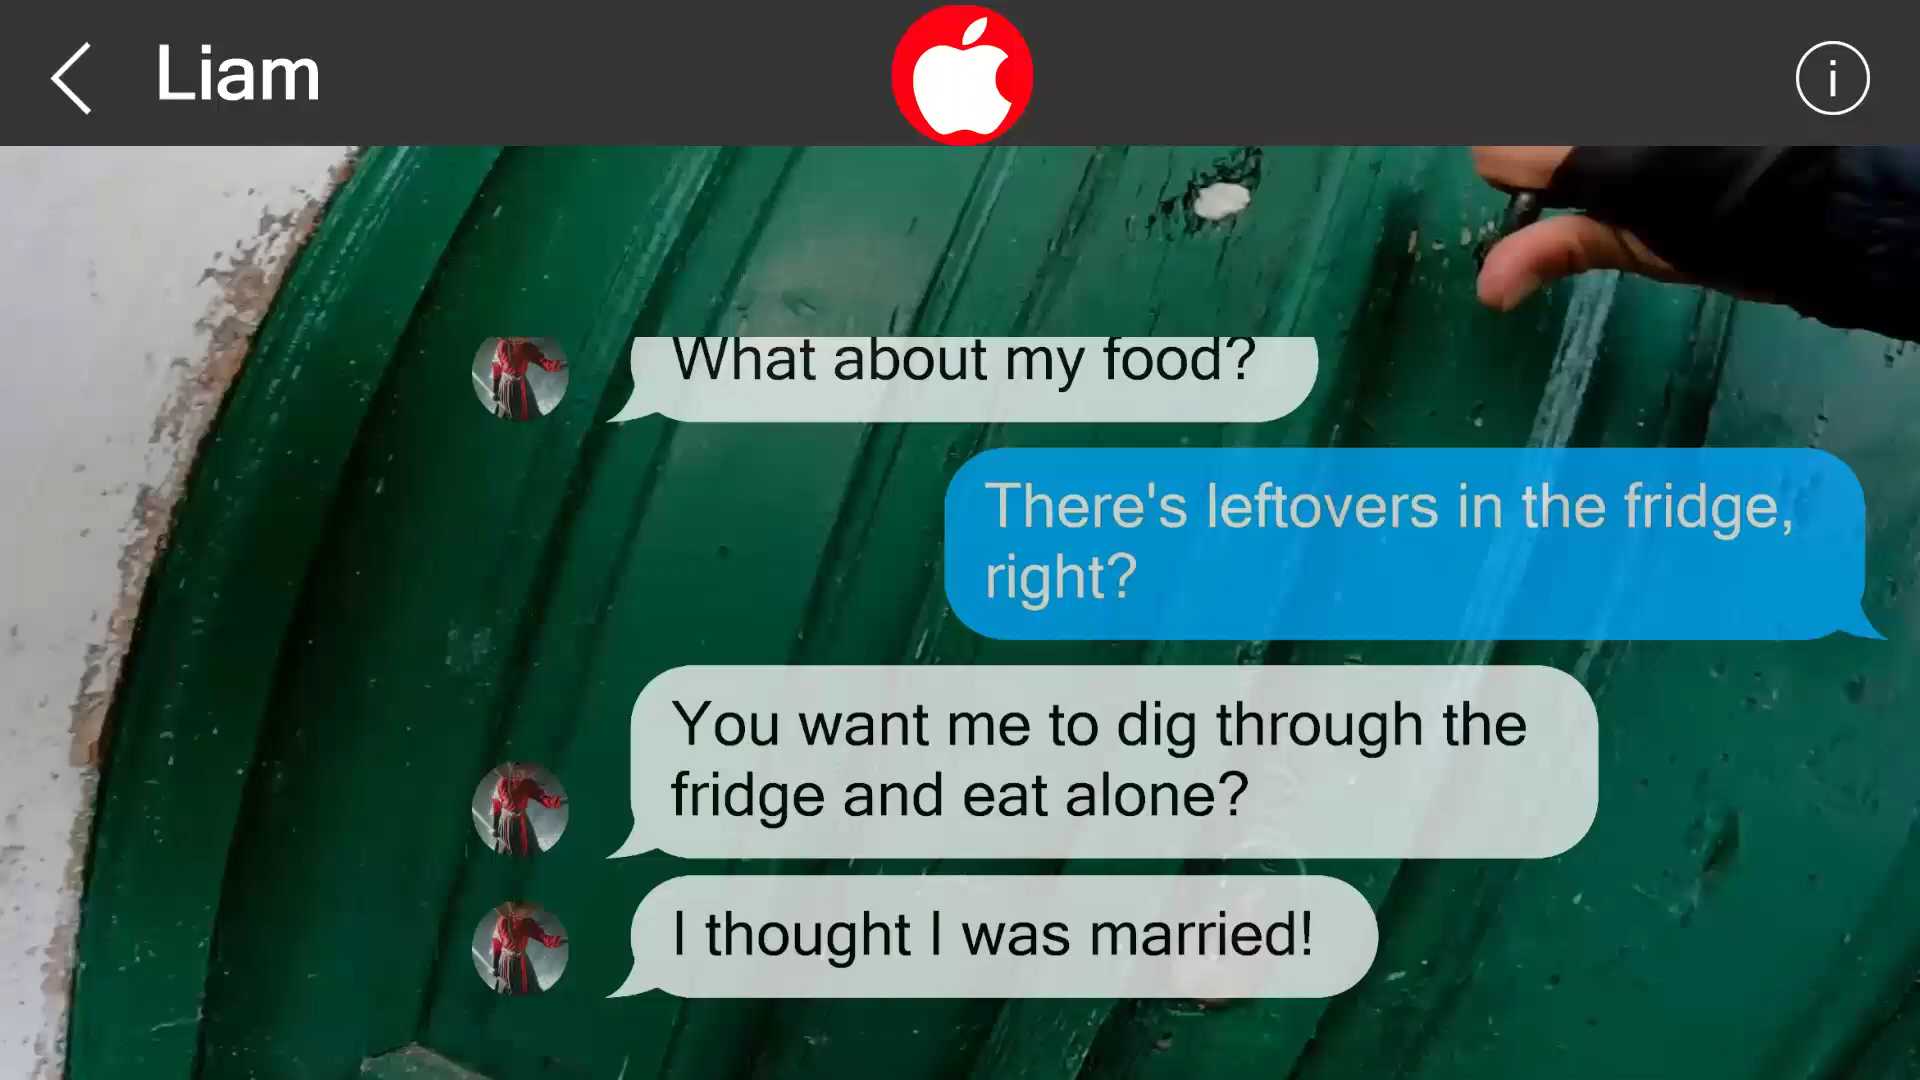 Liam
i
What about my food?
There's leftovers in the fridge,
right?
You want me to dig through the
fridge and eat alone?
I thought I was married!